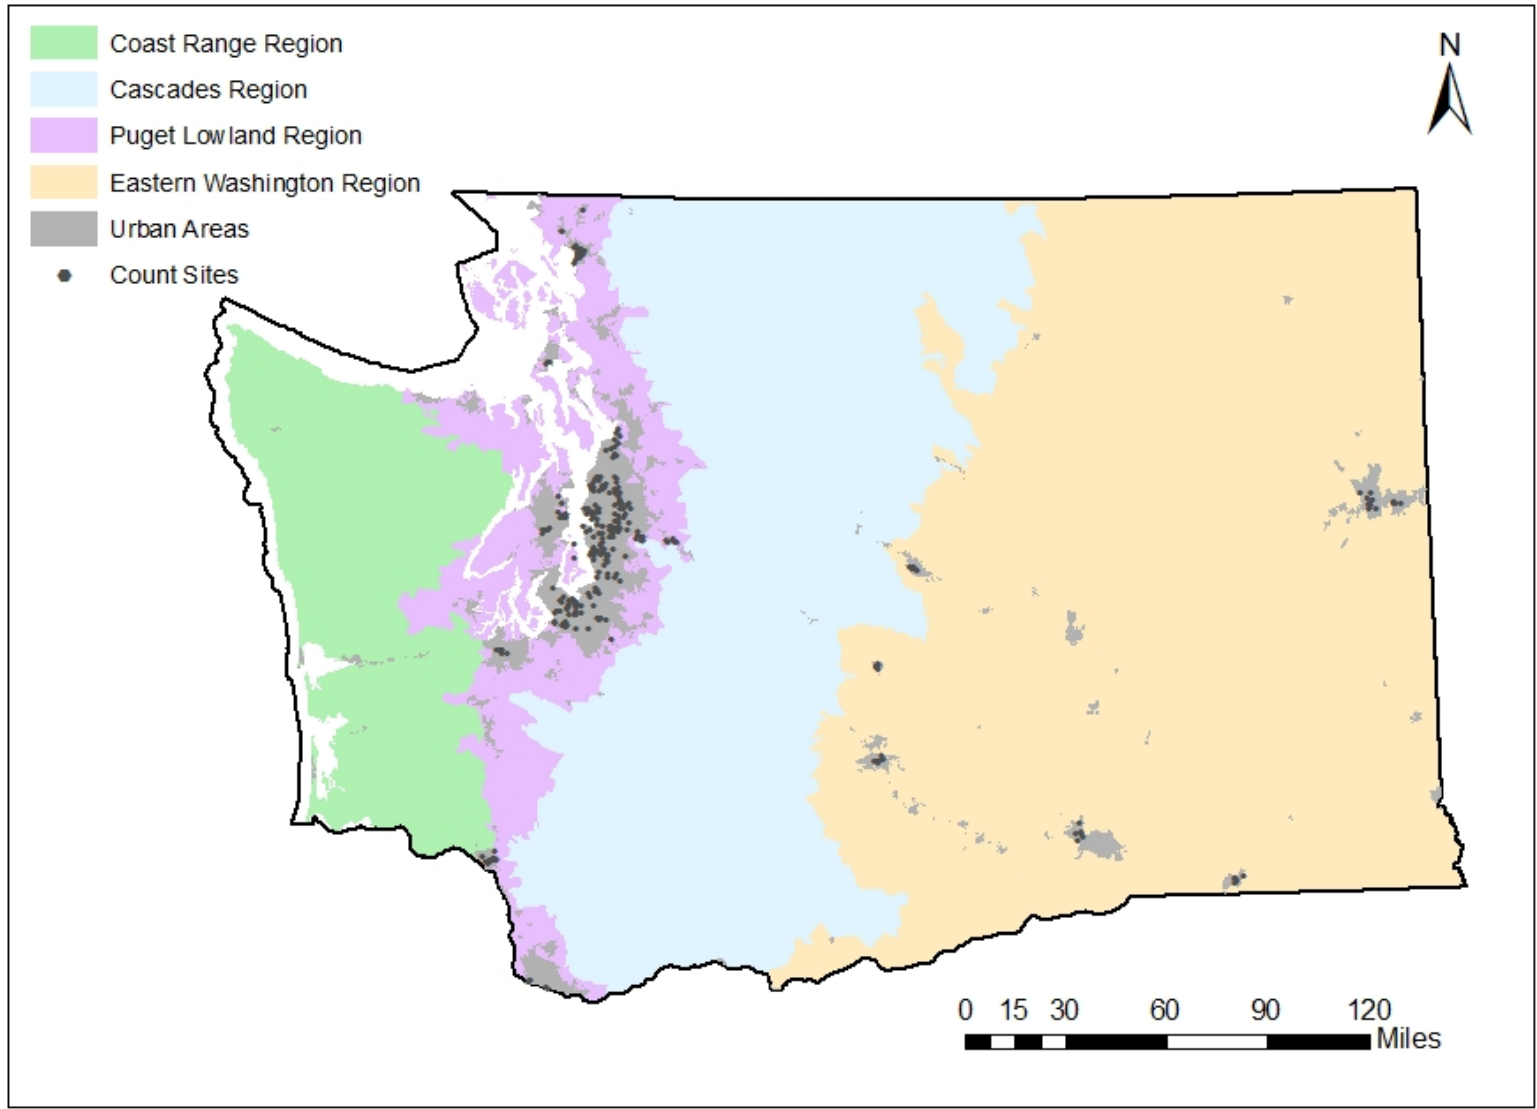 Coast Range Region
Cascades Region
Puget Lowland Region
Eastern Washington Region
Urban Areas
Count Sites
N
0 15 30 60 90 120
Miles